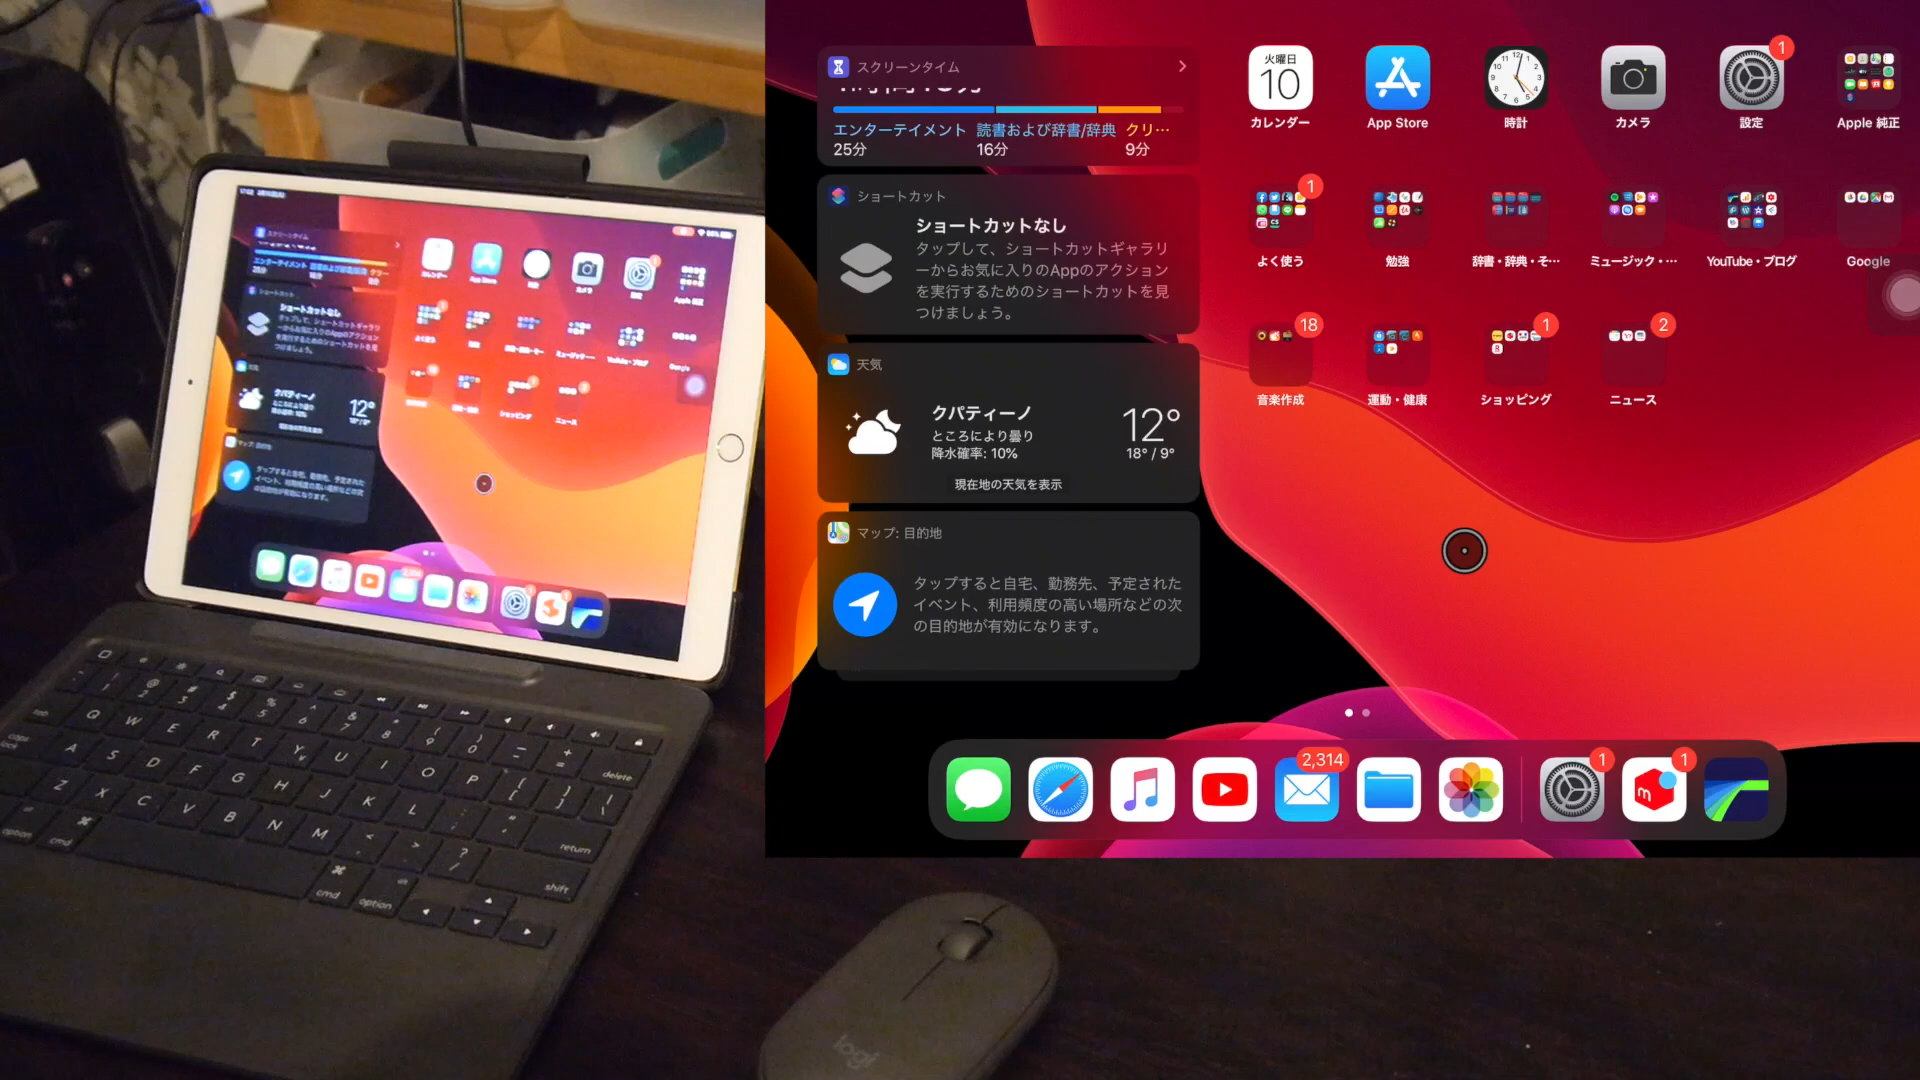 スクリーンタイム
エンターテイメント 読書および辞書/辞典 クリ…
25分 16分 9分
ショートカット
ショートカットなし
タップして、ショートカットギャラリ
ーからお気に入りのAppのアクション
を実行するためのショートカットを見
つけましょう。
天気
クパティーノ
ところにより曇り
降水確率: 10%
12°
18° / 9°
現在地の天気を表示
マップ: 目的地
タップすると自宅、勤務先、予定された
イベント、利用頻度の高い場所などの次
の目的地が有効になります。
火曜日
10
1
カレンダー App Store 時計 カメラ 設定 Apple 純正
1
よく使う 勉強 辞書・辞典・そ… ミュージック・… YouTube・ブログ Google
18 1 2
音楽作成 運動・健康 ショッピング ニュース
2,314 1 1
Q W E R T Y U I O P
A S D F G H J K L
Z X C V B N M
delete
return
shift
option cmd cmd option
logi